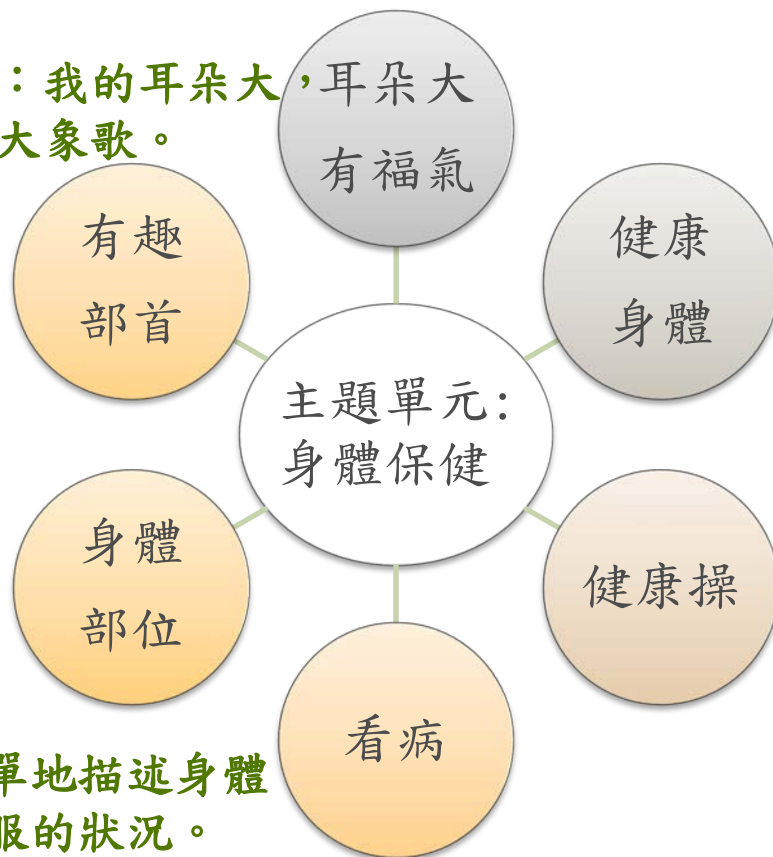 ：我的耳朵大，
大象歌。
耳朵大
有福氣
有趣
部首
健康
身體
主題單元:
身體保健
身體
部位
健康操
看病
單地描述身體
服的狀況。